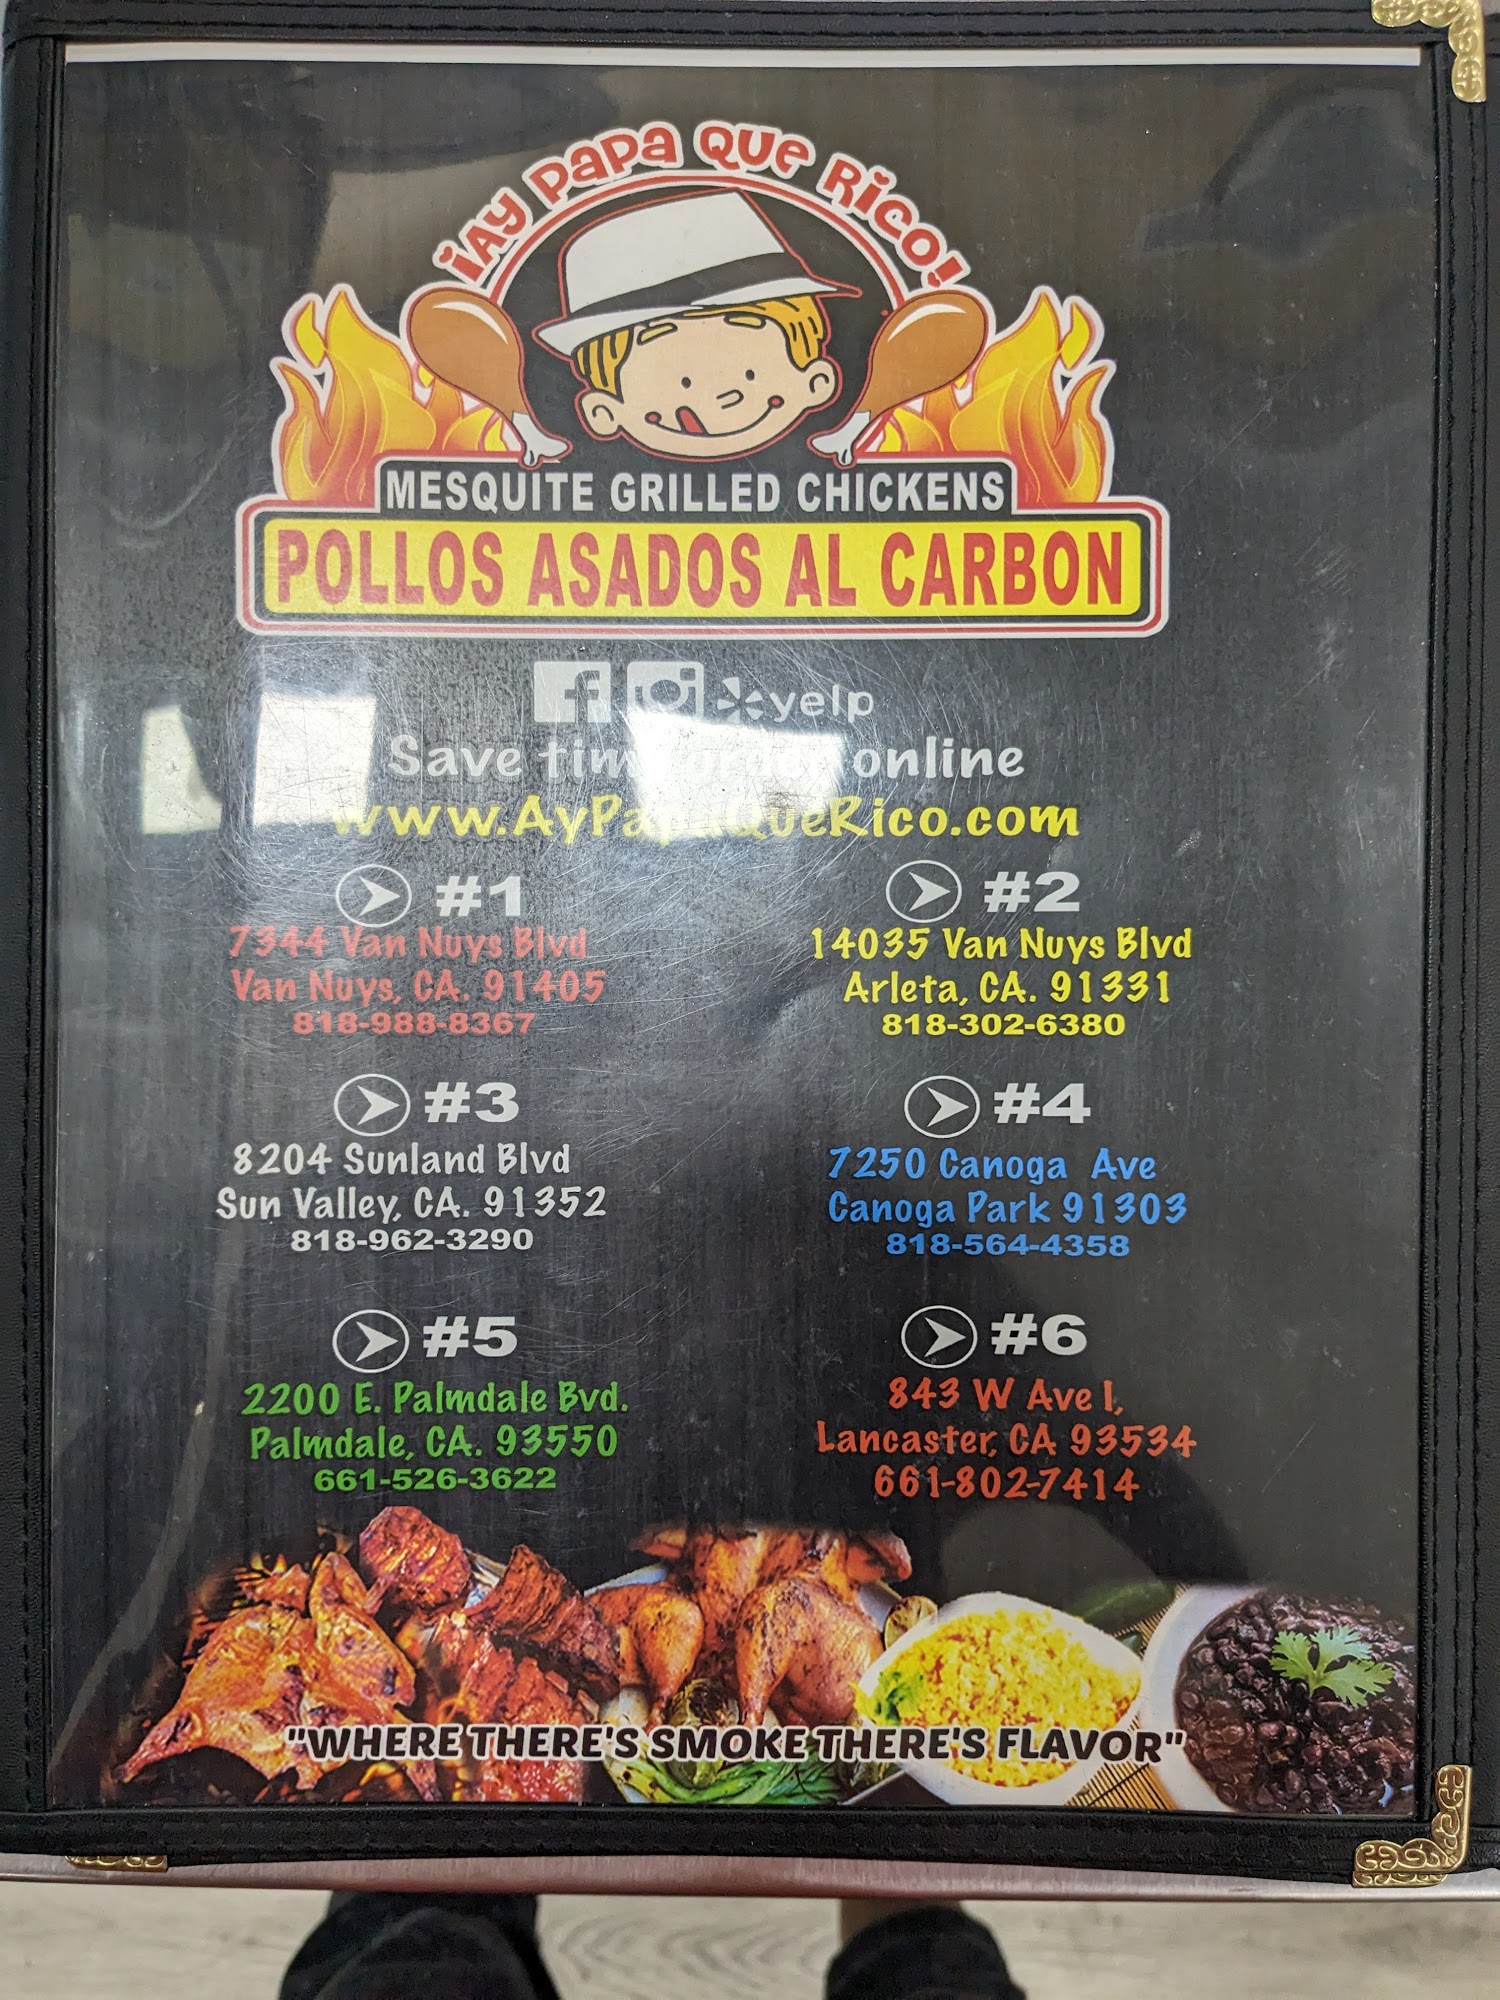 ¡AY PAPA QUE RICO!
MESQUITE GRILLED CHICKENS
POLLOS ASADOS AL CARBON
yelp
Save online
www.AyPapaQueRico.com
#1
7344 Van Nuys Blvd
Van Nuys, CA. 91405
818-988-8367
#2
14035 Van Nuys Blvd
Arleta, CA. 91331
818-302-6380
#3
8204 Sunland Blvd
Sun Valley, CA. 91352
818-962-3290
#4
7250 Canoga Ave
Canoga Park 91303
818-564-4358
#5
2200 E. Palmdale Bvd.
Palmdale, CA. 93550
661-526-3622
#6
843 W Ave I,
Lancaster, CA 93534
661-802-7414
"WHERE THERE'S SMOKE THERE'S FLAVOR"